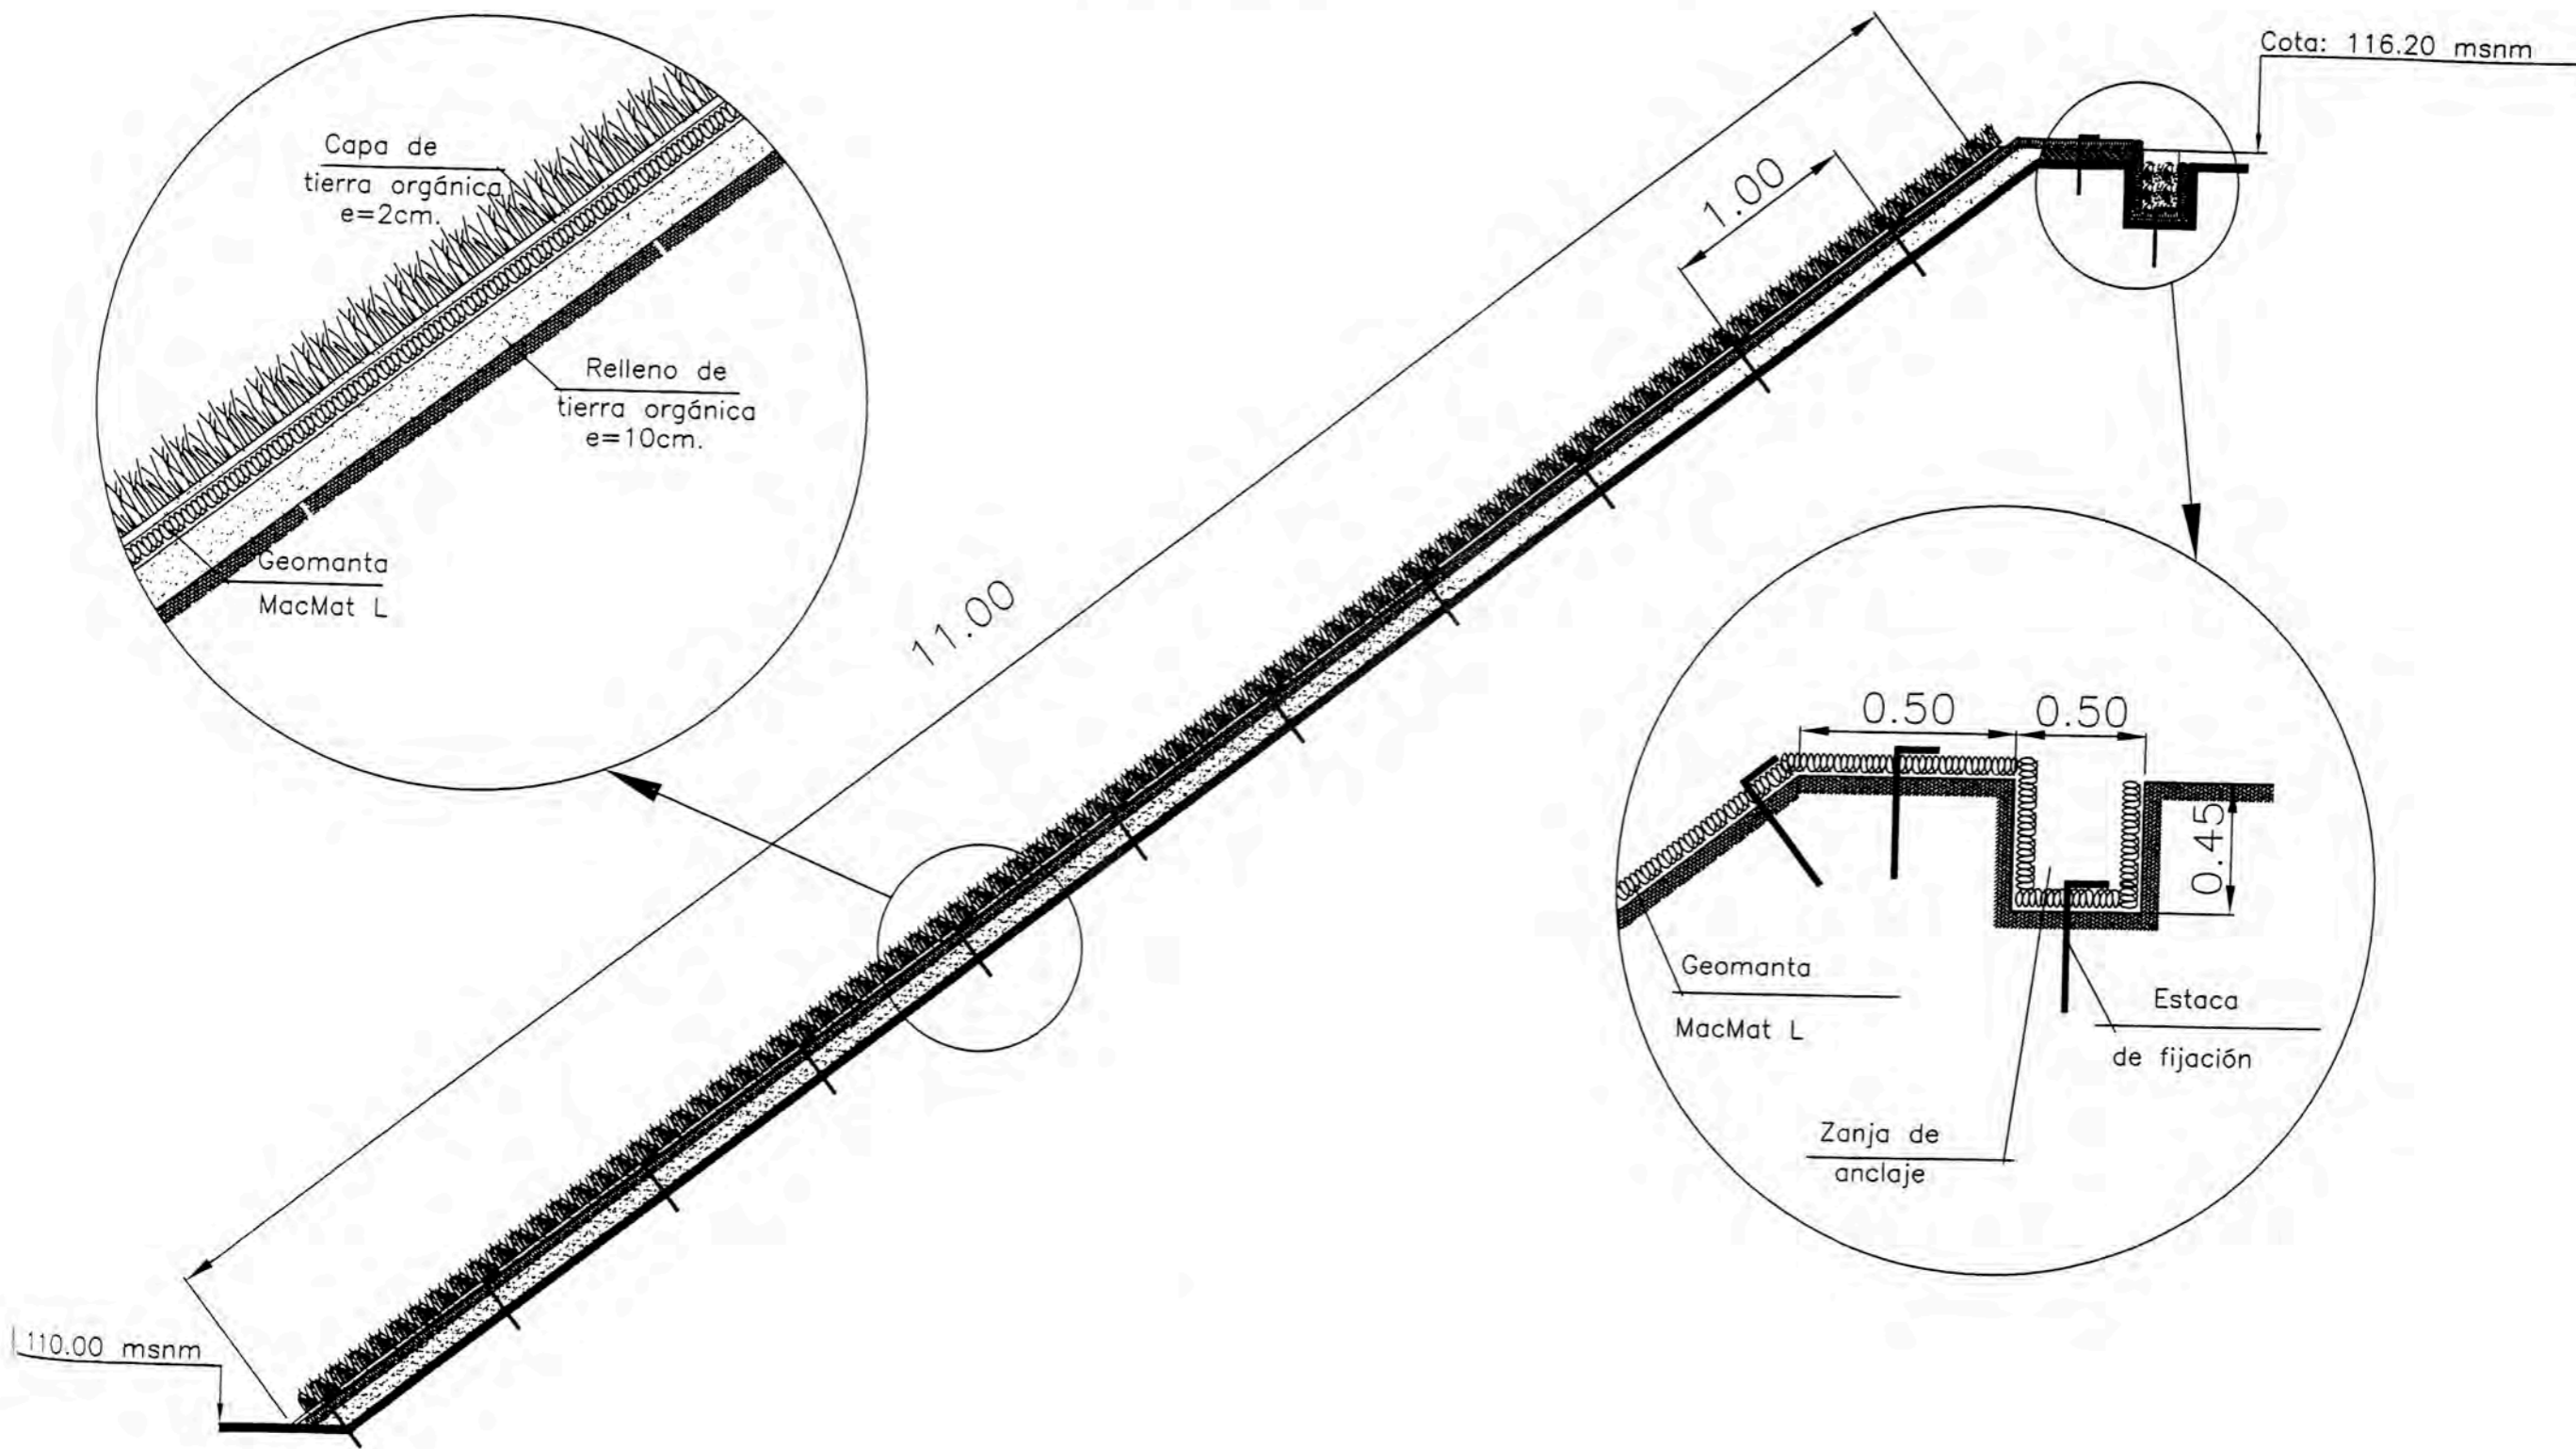 Cota: 116.20 msnm
Capa de
tierra orgánica
e=2cm.
1.00
Relleno de
tierra orgánica
e=10cm.
Geomanta
MacMat L
11.00
0.50
0.50
0.45
Geomanta
MacMat L
Estaca
de fijación
Zanja de
anclaje
110.00 msnm